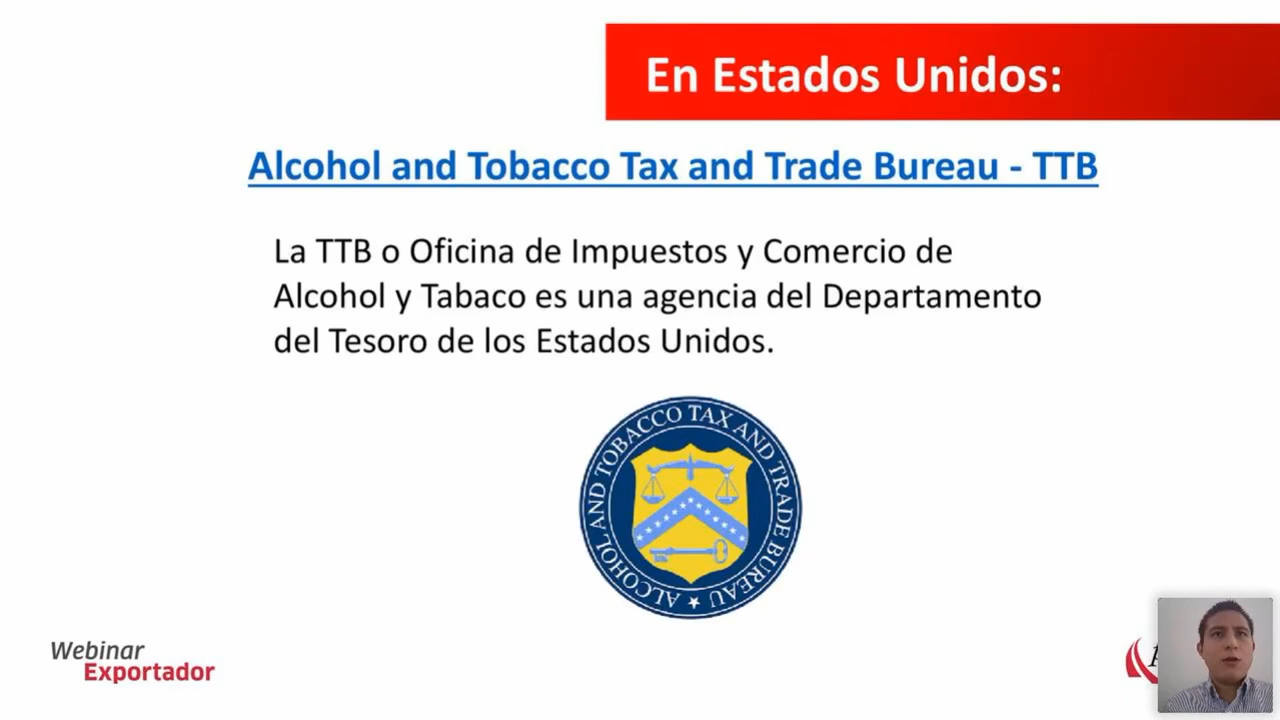 En Estados Unidos:
Alcohol and Tobacco Tax and Trade Bureau - TTB
La TTB o Oficina de Impuestos y Comercio de
Alcohol y Tabaco es una agencia del Departamento
del Tesoro de los Estados Unidos.
ALCOHOL AND TOBACCO TAX AND TRADE BUREAU
Webinar
Exportador